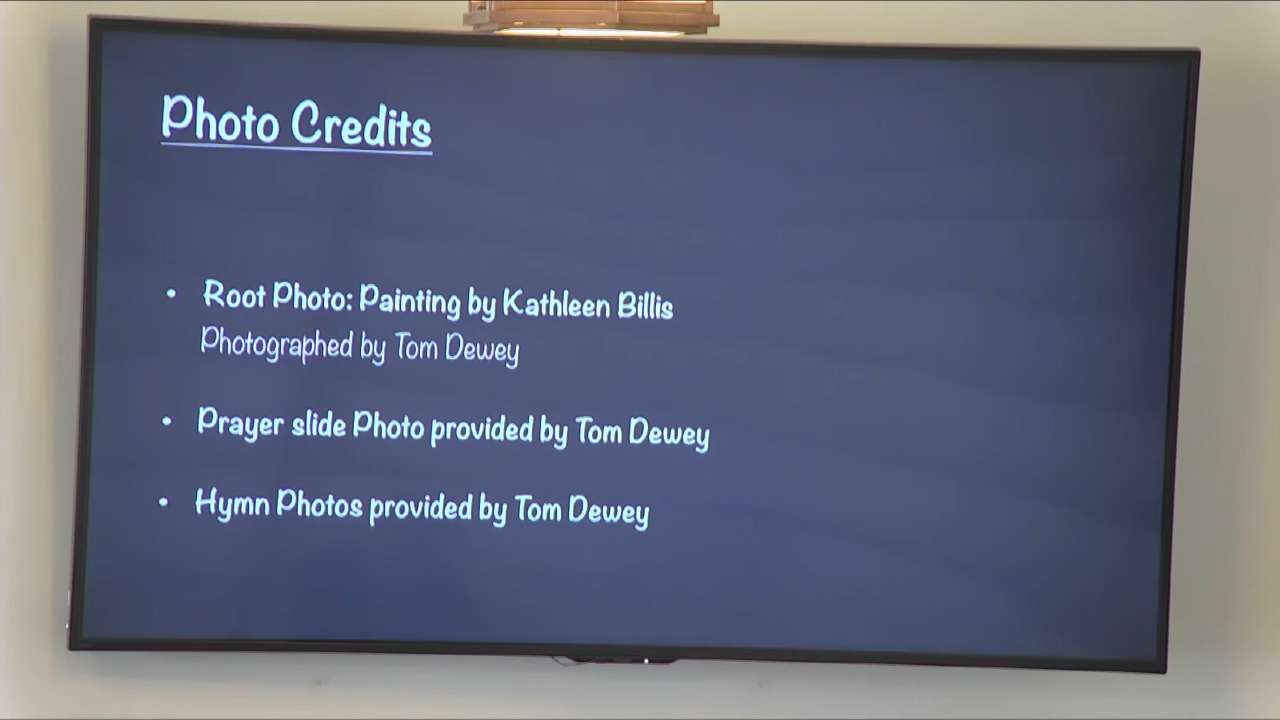 Photo Credits
• Root Photo: Painting by Kathleen Billis
Photographed by Tom Dewey
• Prayer slide Photo provided by Tom Dewey
• Hymn Photos provided by Tom Dewey